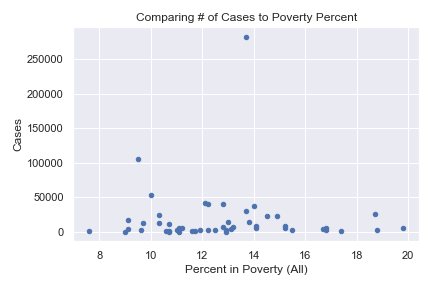 Comparing # of Cases to Poverty Percent
250000
200000
150000
100000
50000
0
Cases
8 10 12 14 16 18 20
Percent in Poverty (All)